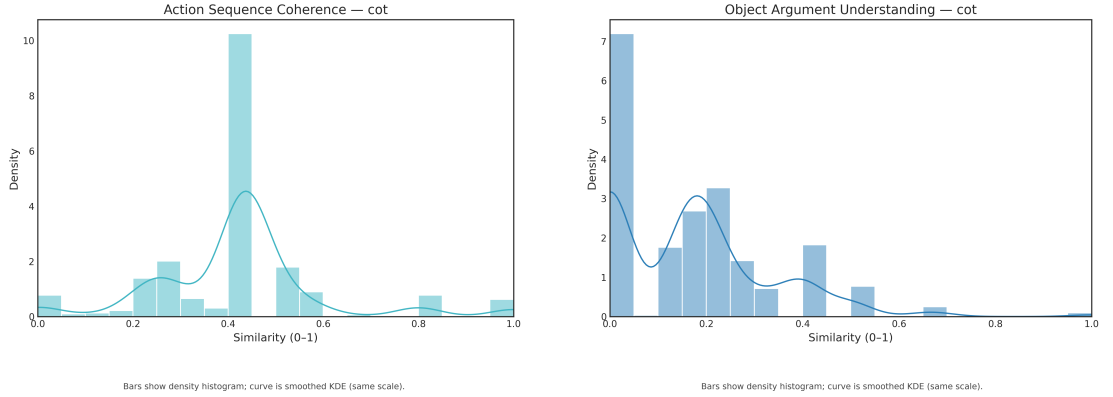 Action Sequence Coherence — cot
Density
10
8
6
4
2
0
0.0 0.2 0.4 0.6 0.8 1.0
Similarity (0–1)
Bars show density histogram; curve is smoothed KDE (same scale).
Object Argument Understanding — cot
Density
7
6
5
4
3
2
1
0
0.0 0.2 0.4 0.6 0.8 1.0
Similarity (0–1)
Bars show density histogram; curve is smoothed KDE (same scale).